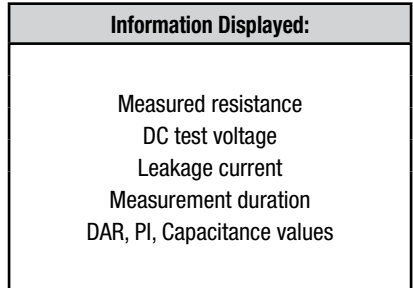 Information Displayed:
Measured resistance
DC test voltage
Leakage current
Measurement duration
DAR, PI, Capacitance values